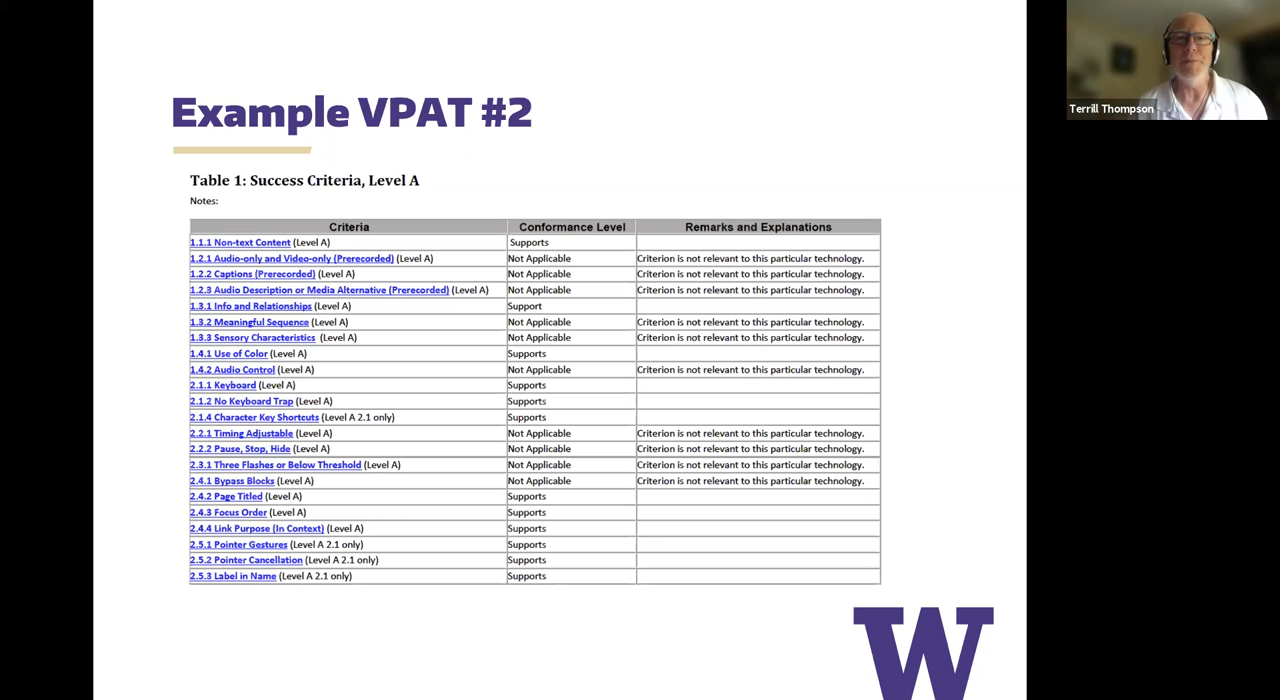 Example VPAT #2
Table 1: Success Criteria, Level A
Notes:
Criteria Conformance Level Remarks and Explanations
1.1.1 Non-text Content (Level A) Supports
1.2.1 Audio-only and Video-only (Prerecorded) (Level A) Not Applicable Criterion is not relevant to this particular technology.
1.2.2 Captions (Prerecorded) (Level A) Not Applicable Criterion is not relevant to this particular technology.
1.2.3 Audio Description or Media Alternative (Prerecorded) (Level A) Not Applicable Criterion is not relevant to this particular technology.
1.3.1 Info and Relationships (Level A) Support
1.3.2 Meaningful Sequence (Level A) Not Applicable Criterion is not relevant to this particular technology.
1.3.3 Sensory Characteristics (Level A) Not Applicable Criterion is not relevant to this particular technology.
1.4.1 Use of Color (Level A) Supports
1.4.2 Audio Control (Level A) Not Applicable Criterion is not relevant to this particular technology.
2.1.1 Keyboard (Level A) Supports
2.1.2 No Keyboard Trap (Level A) Supports
2.1.4 Character Key Shortcuts (Level A 2.1 only) Supports
2.2.1 Timing Adjustable (Level A) Not Applicable Criterion is not relevant to this particular technology.
2.2.2 Pause, Stop, Hide (Level A) Not Applicable Criterion is not relevant to this particular technology.
2.3.1 Three Flashes or Below Threshold (Level A) Not Applicable Criterion is not relevant to this particular technology.
2.4.1 Bypass Blocks (Level A) Not Applicable Criterion is not relevant to this particular technology.
2.4.2 Page Titled (Level A) Supports
2.4.3 Focus Order (Level A) Supports
2.4.4 Link Purpose (In Context) (Level A) Supports
2.5.1 Pointer Gestures (Level A 2.1 only) Supports
2.5.2 Pointer Cancellation (Level A 2.1 only) Supports
2.5.3 Label in Name (Level A 2.1 only) Supports
W
Terrill Thompson